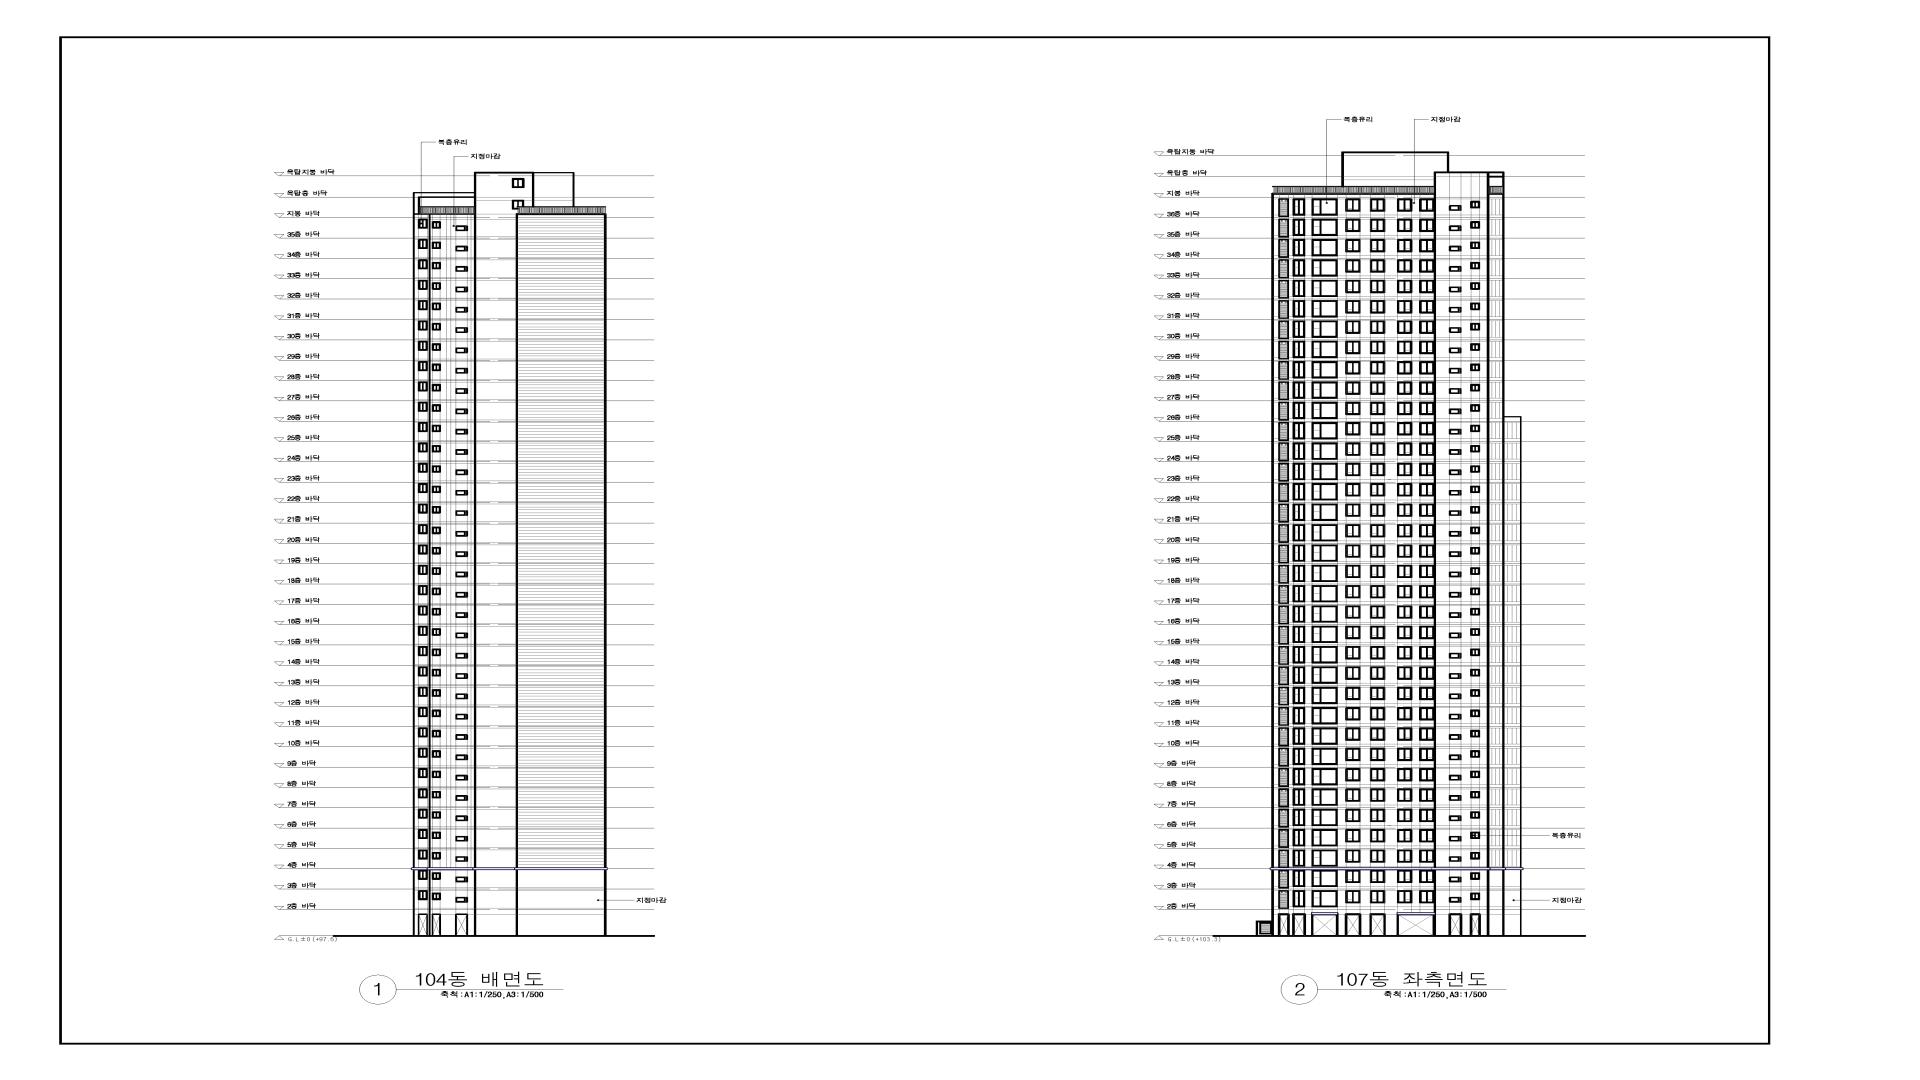 복층유리
지정마감
옥탑지붕 바닥
옥탑층 바닥
지붕 바닥
35층 바닥
34층 바닥
33층 바닥
32층 바닥
31층 바닥
30층 바닥
29층 바닥
28층 바닥
27층 바닥
26층 바닥
25층 바닥
24층 바닥
23층 바닥
22층 바닥
21층 바닥
20층 바닥
19층 바닥
18층 바닥
17층 바닥
16층 바닥
15층 바닥
14층 바닥
13층 바닥
12층 바닥
11층 바닥
10층 바닥
9층 바닥
8층 바닥
7층 바닥
6층 바닥
5층 바닥
4층 바닥
3층 바닥
2층 바닥
지정마감
G.L±0(+97.6)
1
104동 배면도
축척 : A1 : 1/250 , A3 : 1/500
복층유리
지정마감
옥탑지붕 바닥
옥탑층 바닥
지붕 바닥
36층 바닥
35층 바닥
34층 바닥
33층 바닥
32층 바닥
31층 바닥
30층 바닥
29층 바닥
28층 바닥
27층 바닥
26층 바닥
25층 바닥
24층 바닥
23층 바닥
22층 바닥
21층 바닥
20층 바닥
19층 바닥
18층 바닥
17층 바닥
16층 바닥
15층 바닥
14층 바닥
13층 바닥
12층 바닥
11층 바닥
10층 바닥
9층 바닥
8층 바닥
7층 바닥
6층 바닥
복층유리
5층 바닥
4층 바닥
3층 바닥
지정마감
2층 바닥
G.L±0(+103.3)
2
107동 좌측면도
축척 : A1 : 1/250 , A3 : 1/500